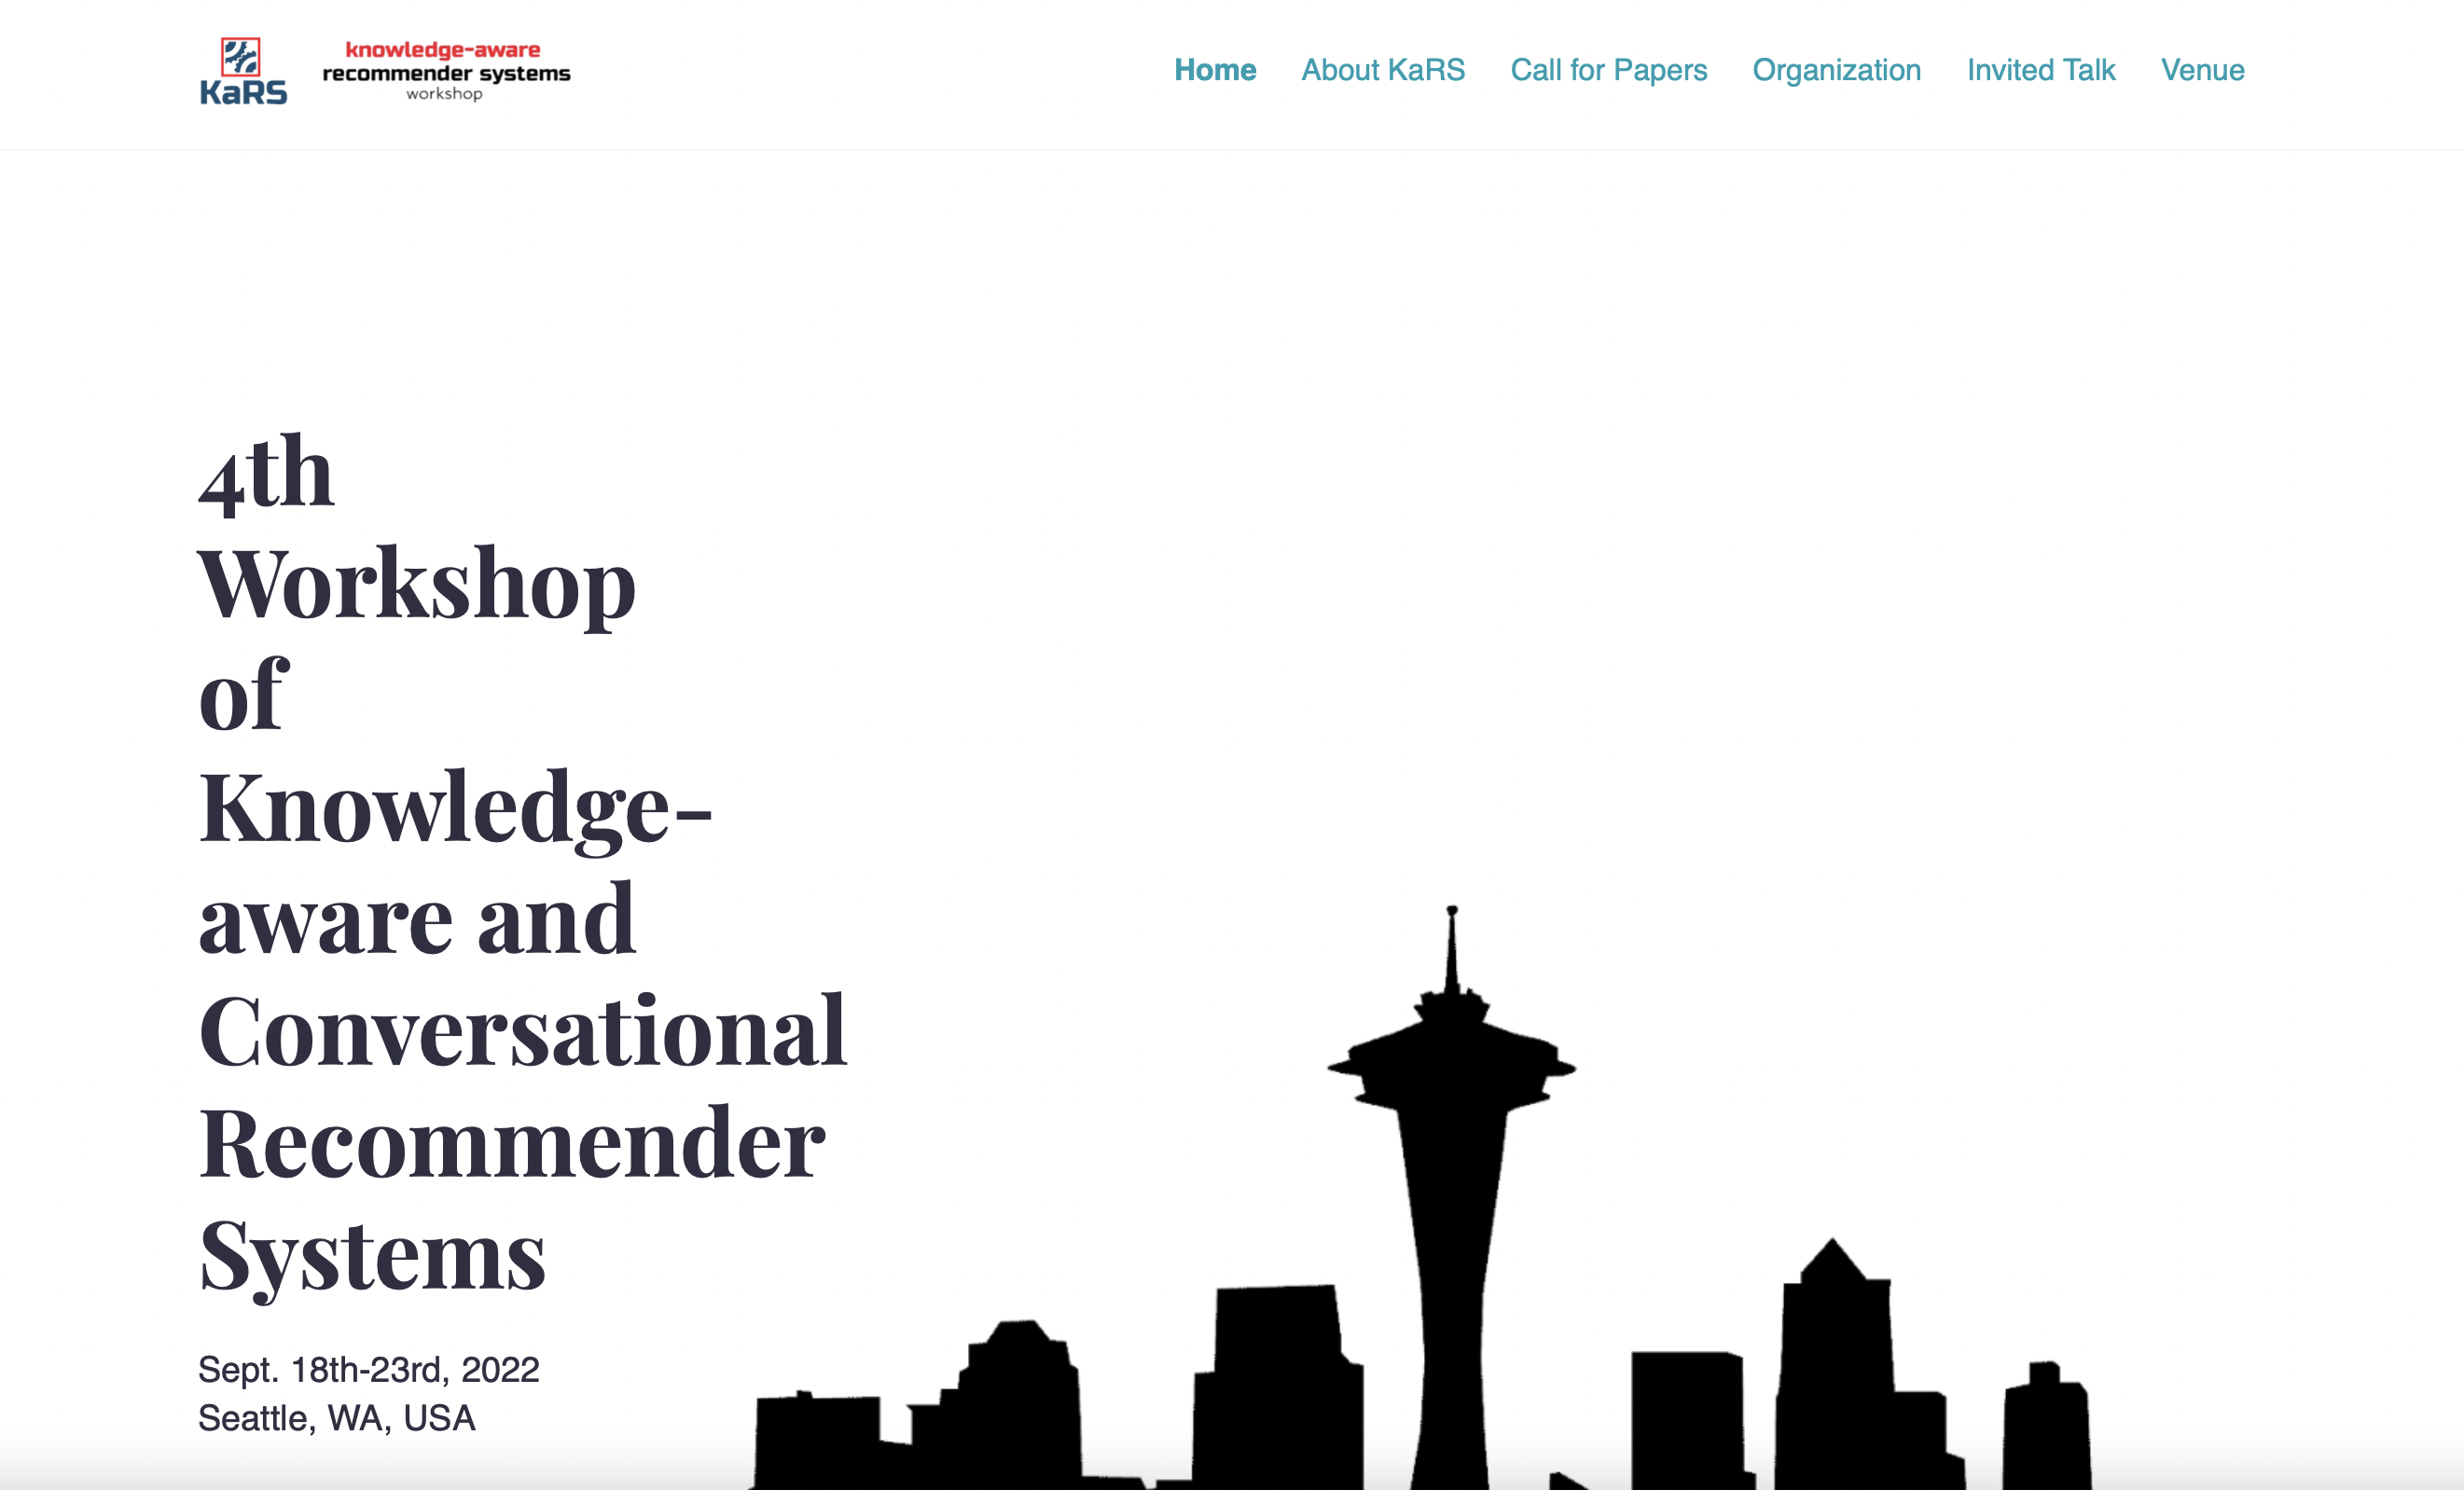 KaRS
knowledge-aware
recommender systems
workshop
Home About KaRS Call for Papers Organization Invited Talk Venue
4th
Workshop
of
Knowledge-
aware and
Conversational
Recommender
Systems
Sept. 18th-23rd, 2022
Seattle, WA, USA